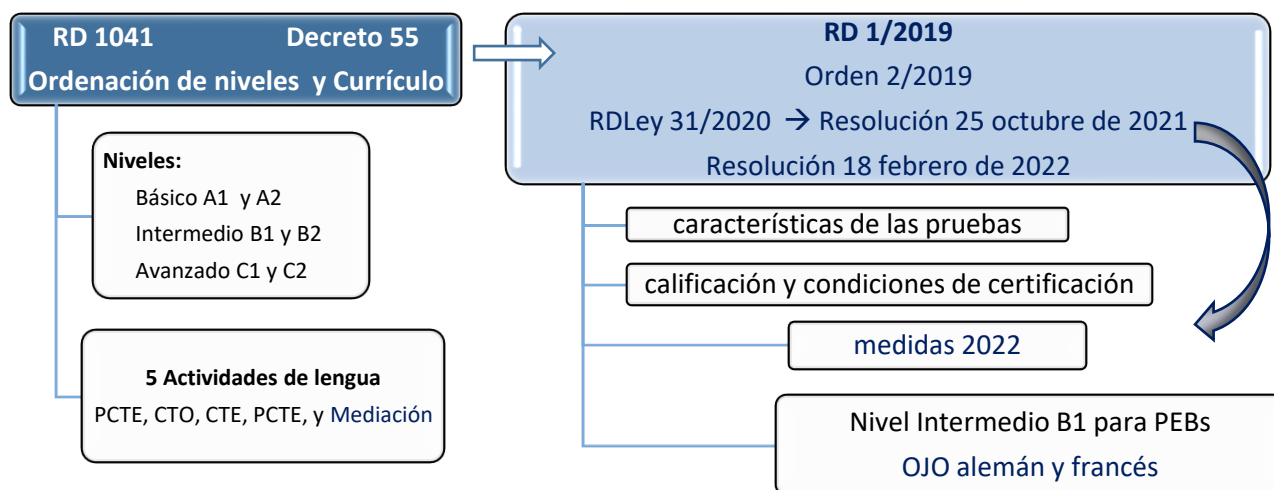 RD 1041 Decreto 55
Ordenación de niveles y Currículo
Niveles:
Básico A1 y A2
Intermedio B1 y B2
Avanzado C1 y C2
5 Actividades de lengua
PCTE, CTO, CTE, PCTE, y Mediación
RD 1/2019
Orden 2/2019
RDLey 31/2020 → Resolución 25 octubre de 2021
Resolución 18 febrero de 2022
características de las pruebas
calificación y condiciones de certificación
medidas 2022
Nivel Intermedio B1 para PEBs
OJO alemán y francés